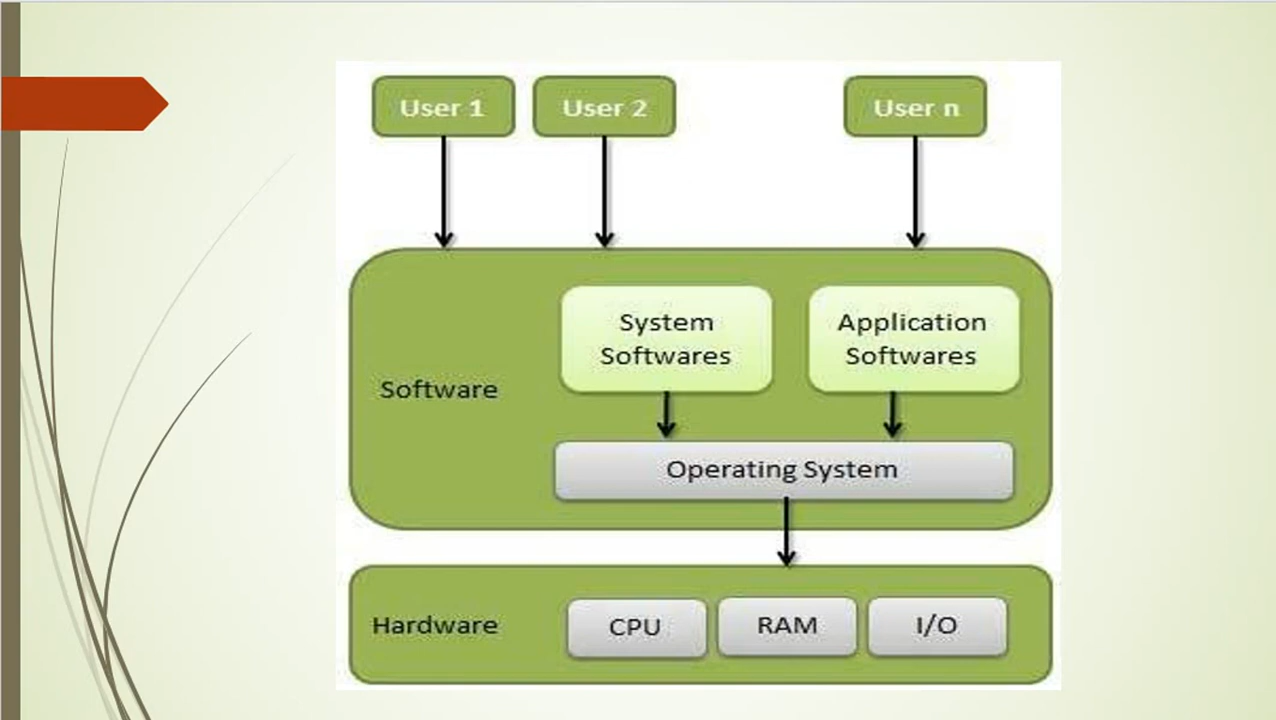 User 1
User 2
User n
System
Softwares
Application
Softwares
Software
Operating System
Hardware
CPU
RAM
I/O